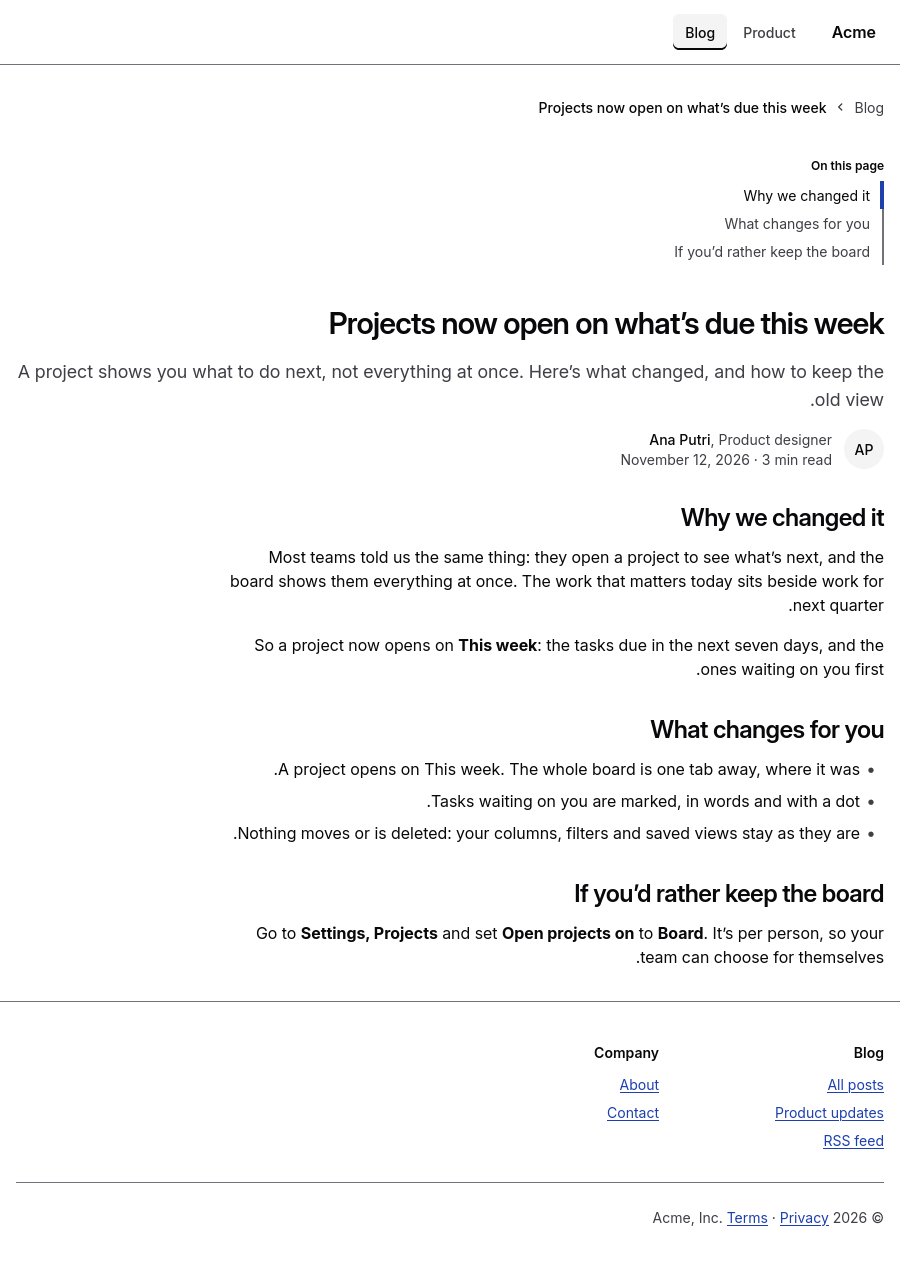 Acme
Product
Blog
Blog ‹ Projects now open on what’s due this week
On this page
Why we changed it
What changes for you
If you’d rather keep the board
Projects now open on what’s due this week
A project shows you what to do next, not everything at once. Here’s what changed, and how to keep the
old view.
AP
Ana Putri, Product designer
November 12, 2026 · 3 min read
Why we changed it
Most teams told us the same thing: they open a project to see what’s next, and the
board shows them everything at once. The work that matters today sits beside work for
next quarter.
So a project now opens on This week: the tasks due in the next seven days, and the
ones waiting on you first.
What changes for you
• A project opens on This week. The whole board is one tab away, where it was.
• Tasks waiting on you are marked, in words and with a dot.
• Nothing moves or is deleted: your columns, filters and saved views stay as they are.
If you’d rather keep the board
Go to Settings, Projects and set Open projects on to Board. It’s per person, so your
team can choose for themselves.
Blog
All posts
Product updates
RSS feed
Company
About
Contact
© 2026 Acme, Inc. Terms · Privacy